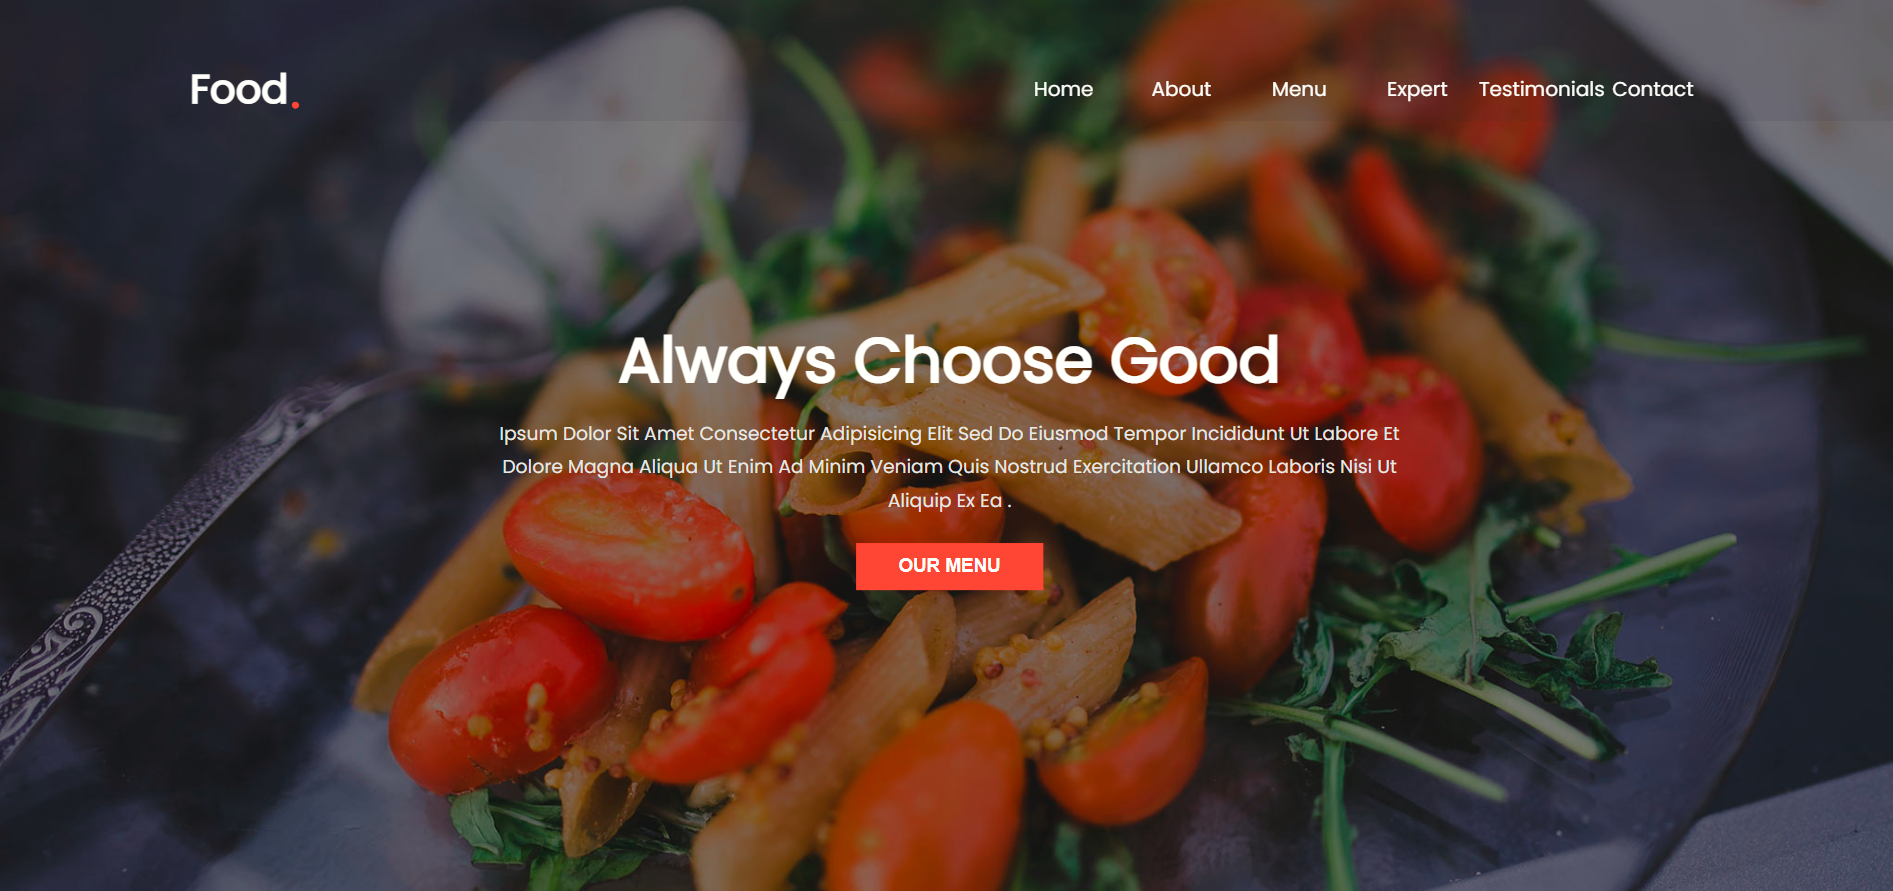 Food.
Home About Menu Expert Testimonials Contact
Always Choose Good
Ipsum Dolor Sit Amet Consectetur Adipisicing Elit Sed Do Eiusmod Tempor Incididunt Ut Labore Et
Dolore Magna Aliqua Ut Enim Ad Minim Veniam Quis Nostrud Exercitation Ullamco Laboris Nisi Ut
Aliquip Ex Ea .
OUR MENU